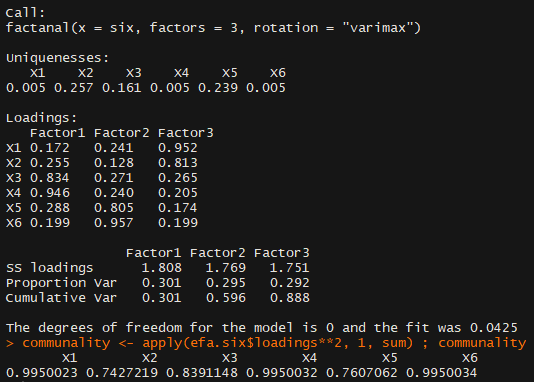 Call:
factanal(x = six, factors = 3, rotation = "varimax")
Uniquenesses:
X1 X2 X3 X4 X5 X6
0.005 0.257 0.161 0.005 0.239 0.005
Loadings:
Factor1 Factor2 Factor3
X1 0.172 0.241 0.952
X2 0.255 0.128 0.813
X3 0.834 0.271 0.265
X4 0.946 0.240 0.205
X5 0.288 0.805 0.174
X6 0.199 0.957 0.199
Factor1 Factor2 Factor3
SS loadings 1.808 1.769 1.751
Proportion Var 0.301 0.295 0.292
Cumulative Var 0.301 0.596 0.888
The degrees of freedom for the model is 0 and the fit was 0.0425
> communality <- apply(efa.six$loadings**2, 1, sum) ; communality
X1 X2 X3 X4 X5 X6
0.9950023 0.7427219 0.8391148 0.9950032 0.7607062 0.9950034